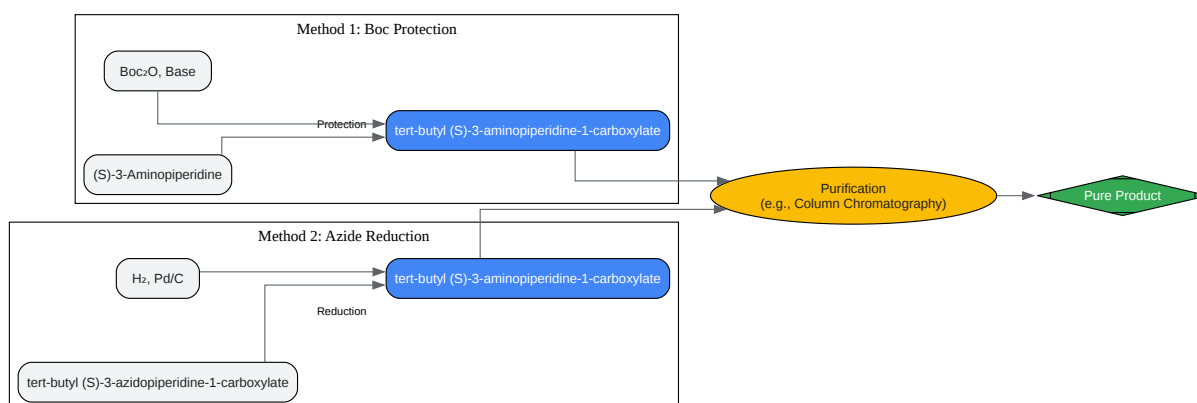 Method 1: Boc Protection
Boc₂O, Base
Protection
tert-butyl (S)-3-aminopiperidine-1-carboxylate
(S)-3-Aminopiperidine
Purification
(e.g., Column Chromatography)
Pure Product
Method 2: Azide Reduction
H₂, Pd/C
tert-butyl (S)-3-aminopiperidine-1-carboxylate
Reduction
tert-butyl (S)-3-azidopiperidine-1-carboxylate